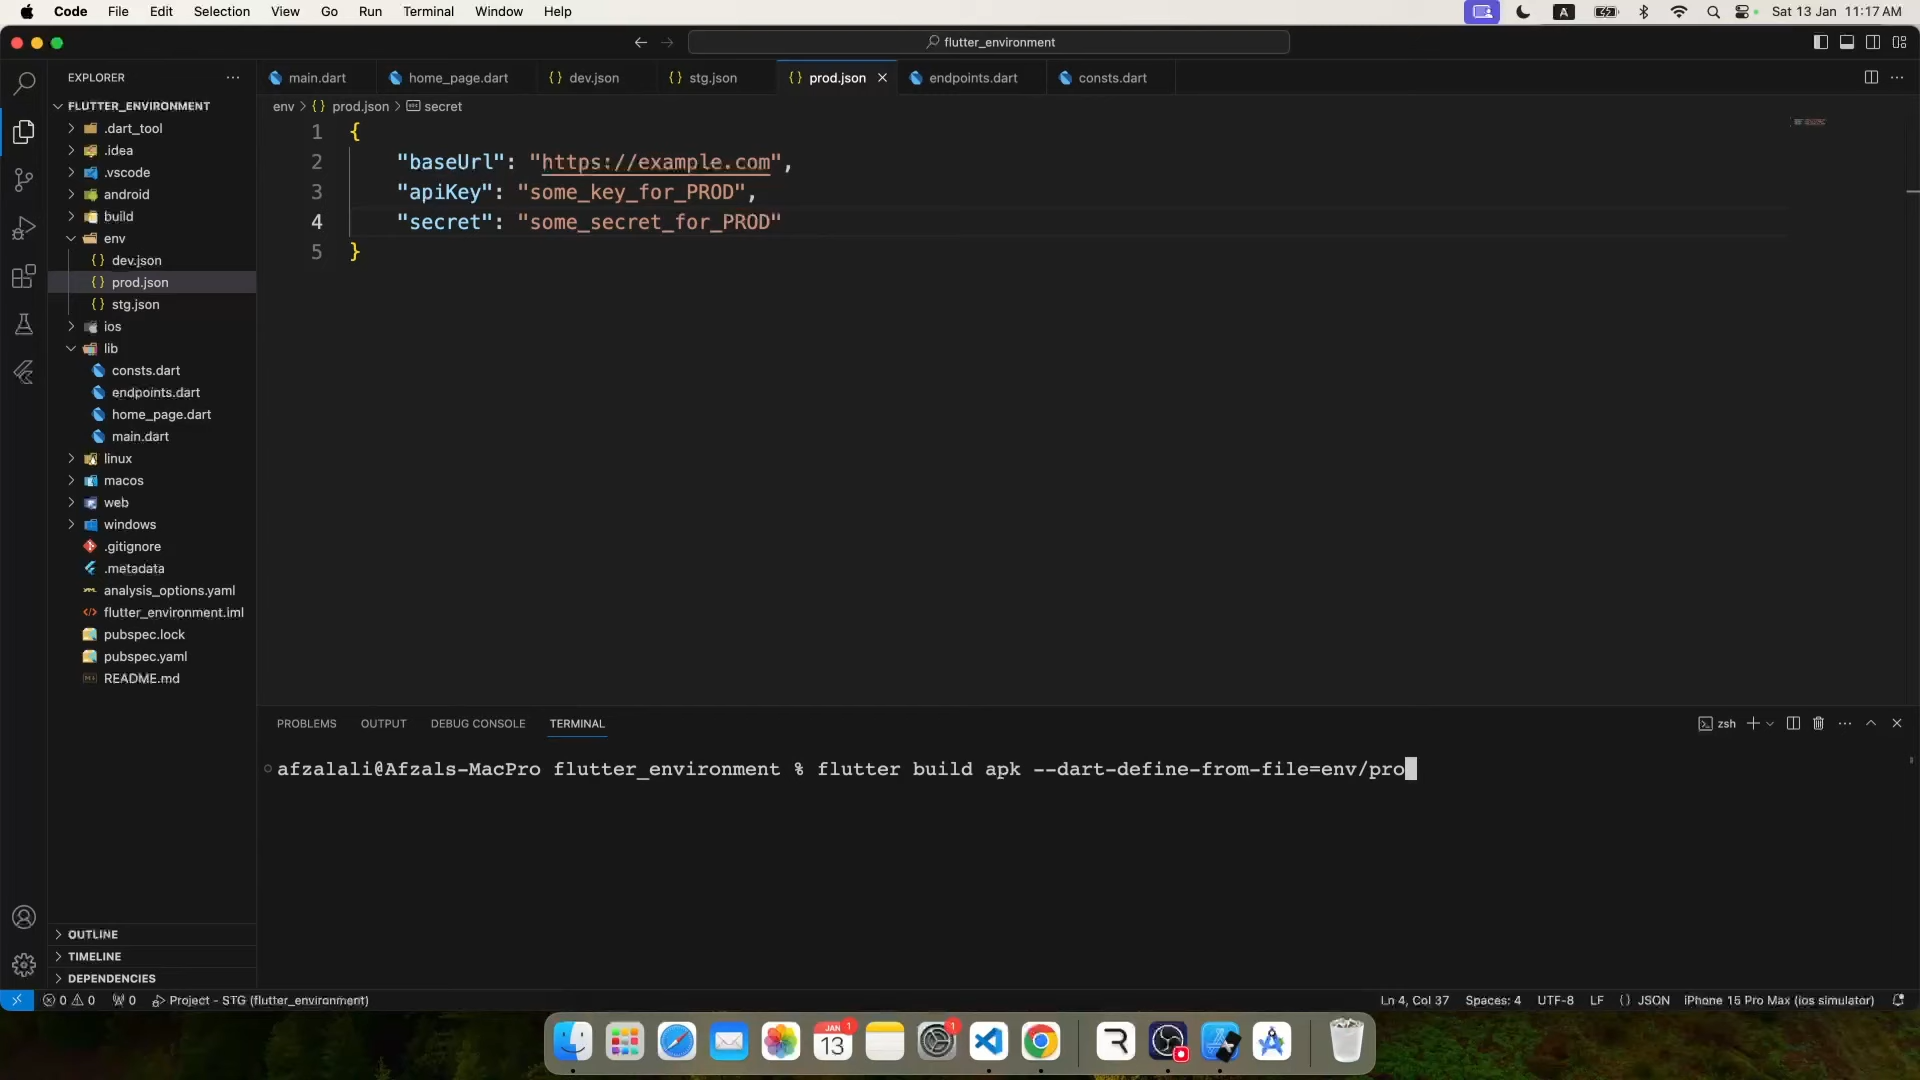 Code File Edit Selection View Go Run Terminal Window Help
A
Sat 13 Jan 11:17 AM
flutter_environment
EXPLORER
main.dart
home_page.dart
{} dev.json
{} stg.json
{} prod.json
endpoints.dart
consts.dart
env > {} prod.json > secret
FLUTTER_ENVIRONMENT
.dart_tool
.idea
.vscode
android
build
env
{} dev.json
{} prod.json
{} stg.json
ios
lib
consts.dart
endpoints.dart
home_page.dart
main.dart
linux
macos
web
windows
.gitignore
.metadata
analysis_options.yaml
flutter_environment.iml
pubspec.lock
pubspec.yaml
README.md
OUTLINE
TIMELINE
DEPENDENCIES
1 {
2 "baseUrl": "https://example.com",
3 "apiKey": "some_key_for_PROD",
4 "secret": "some_secret_for_PROD"
5 }
PROBLEMS OUTPUT DEBUG CONSOLE TERMINAL
zsh
afzalali@Afzals-MacPro flutter_environment % flutter build apk --dart-define-from-file=env/pro
0 0 0 Project - STG (flutter_environment)
Ln 4, Col 37 Spaces: 4 UTF-8 LF {} JSON iPhone 15 Pro Max (ios simulator)
JAN 1
13
1